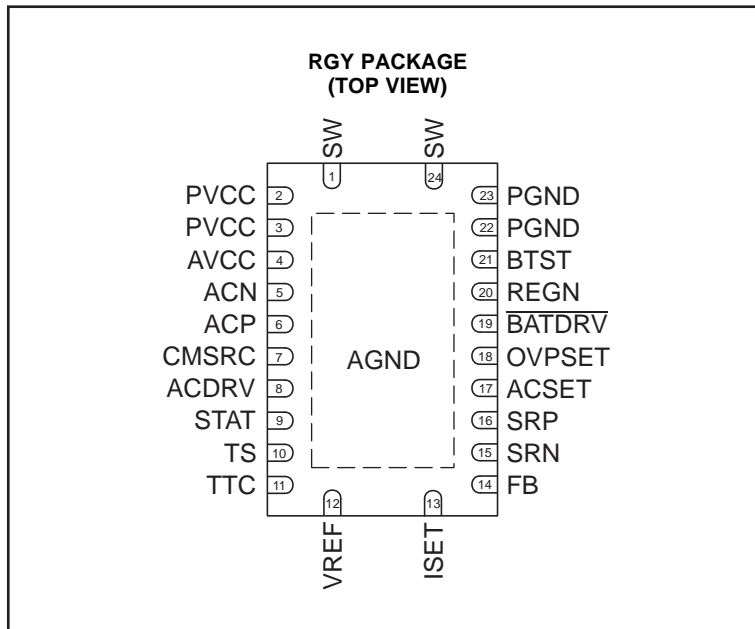 RGY PACKAGE
(TOP VIEW)
SW
SW
1
24
PVCC 2
23 PGND
PVCC 3
22 PGND
AVCC 4
21 BTST
ACN 5
20 REGN
ACP 6
19 BATDRV
CMSRC 7
18 OVPSET
AGND
ACDRV 8
17 ACSET
STAT 9
16 SRP
TS 10
15 SRN
TTC 11
14 FB
12
13
VREF
ISET